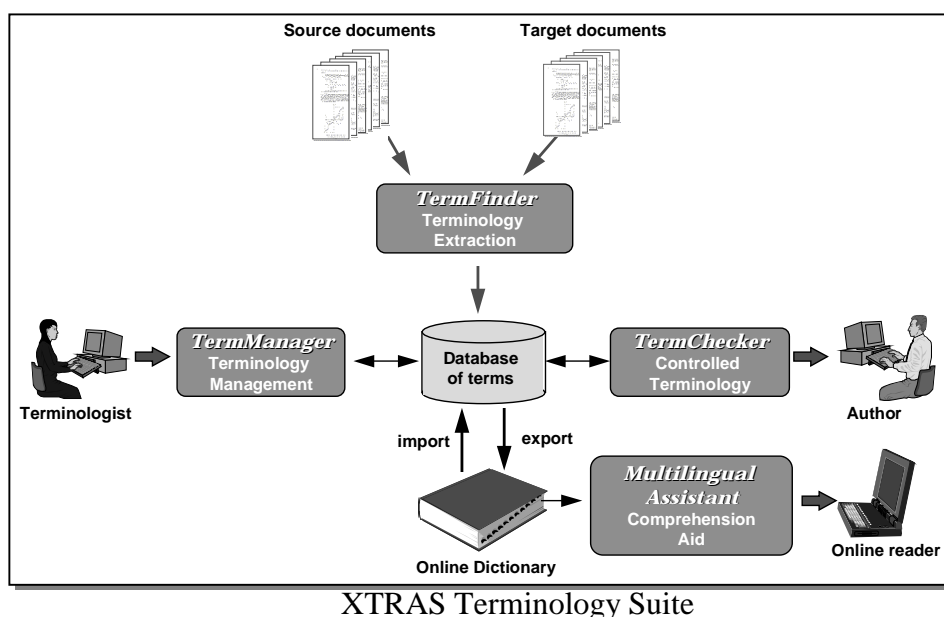 Source documents
Target documents
TermFinder
Terminology
Extraction
TermManager
Terminology
Management
Database
of terms
TermChecker
Controlled
Terminology
Terminologist
Author
import
export
Multilingual
Assistant
Comprehension
Aid
Online Dictionary
Online reader
XTRAS Terminology Suite